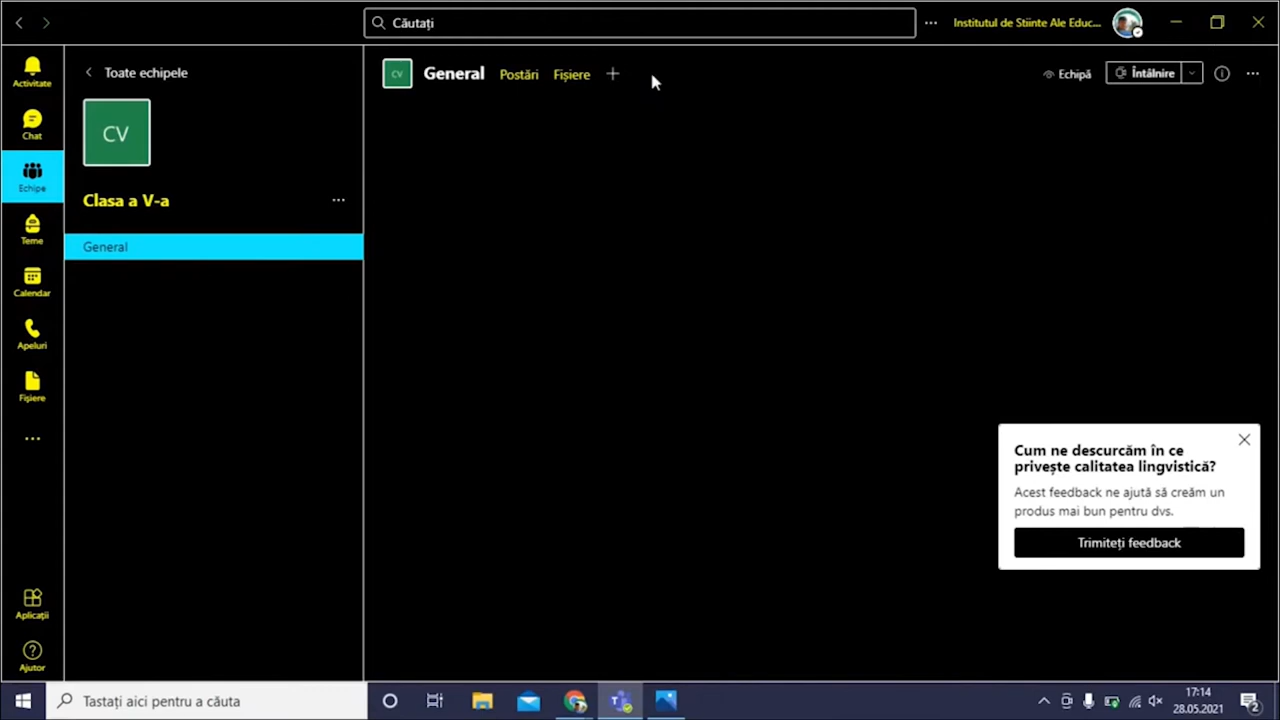 Căutați
Institutul de Stiinte Ale Educ...
Activitate
Chat
Echipe
Teme
Calendar
Apeluri
Fișiere
Aplicații
Ajutor
Toate echipele
CV
Clasa a V-a
General
CV
General Postări Fișiere
Echipă
Întâlnire
Cum ne descurcăm în ce
privește calitatea lingvistică?
Acest feedback ne ajută să creăm un
produs mai bun pentru dvs.
Trimiteți feedback
Tastați aici pentru a căuta
17:14
28.05.2021
2